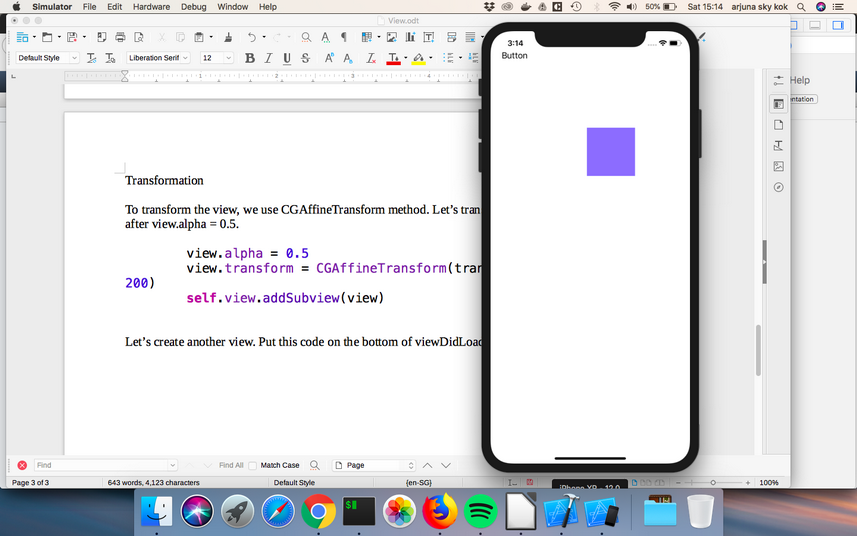 Simulator File Edit Hardware Debug Window Help
50% Sat 15:14 arjuna sky kok
View.odt
Default Style
Liberation Serif
12
Help
Transformation
To transform the view, we use CGAffineTransform method. Let's tran
after view.alpha = 0.5.
view.alpha = 0.5
view.transform = CGAffineTransform(tran
200)
self.view.addSubview(view)
Let's create another view. Put this code on the bottom of viewDidLoad
3:14
Button
Find
Find All
Match Case
Page
Page 3 of 3
643 words, 4,123 characters
Default Style
{en-SG}
100%